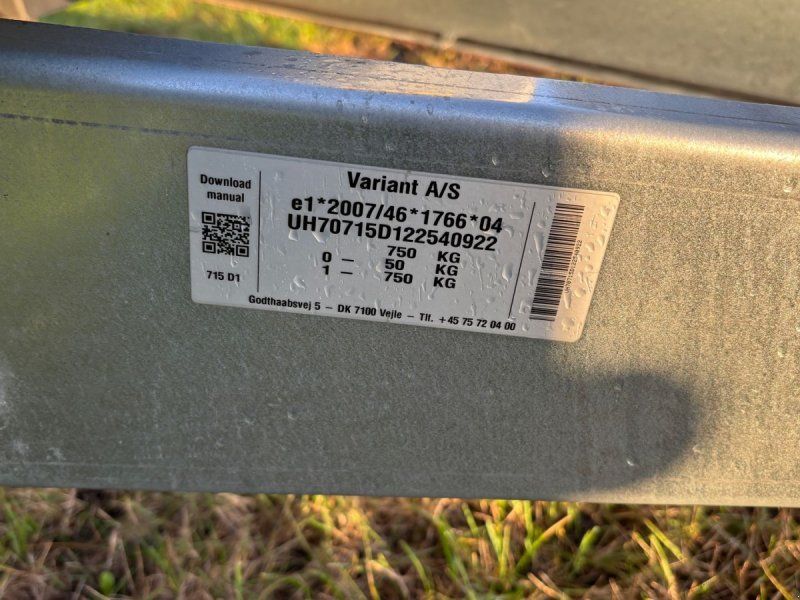 Download
manual
715 D1
Variant A/S
e1*2007/46*1766*04
UH70715D122540922
750 KG
0 – 50 KG
1 – 750 KG
Godthaabsvej 5 – DK 7100 Vejle – Tlf. +45 75 72 04 00
UH70715D122540922